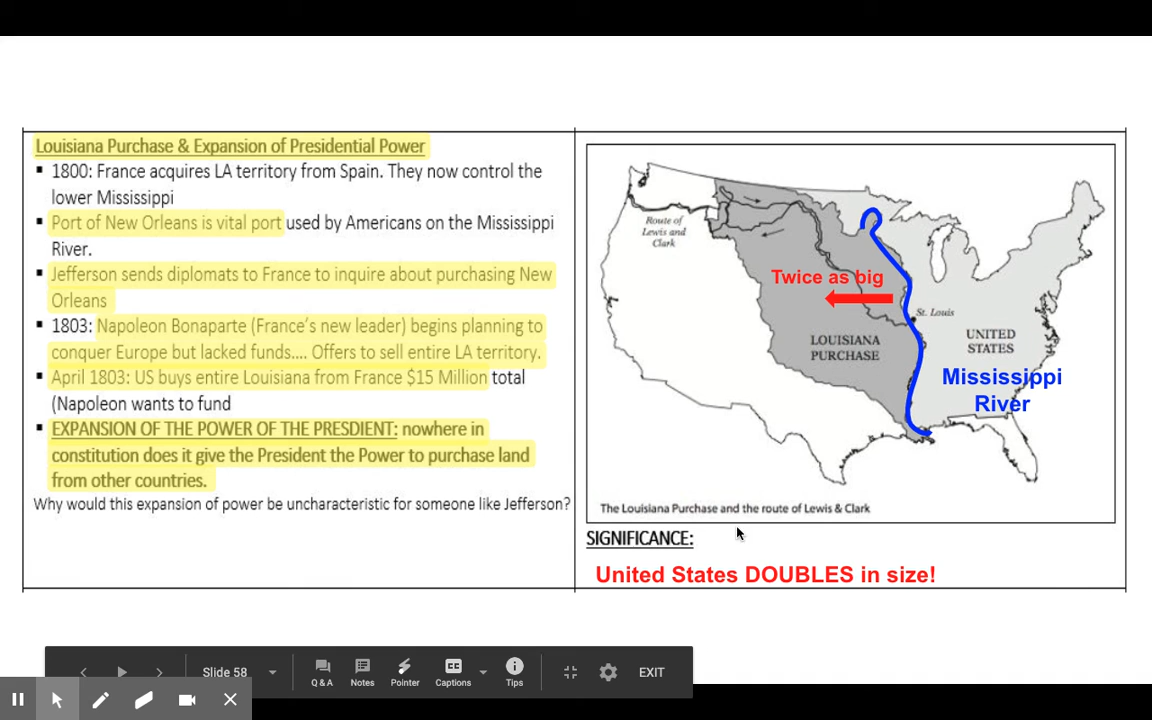 Louisiana Purchase & Expansion of Presidential Power
▪ 1800: France acquires LA territory from Spain. They now control the
lower Mississippi
▪ Port of New Orleans is vital port used by Americans on the Mississippi
River.
▪ Jefferson sends diplomats to France to inquire about purchasing New
Orleans
▪ 1803: Napoleon Bonaparte (France's new leader) begins planning to
conquer Europe but lacked funds.... Offers to sell entire LA territory.
▪ April 1803: US buys entire Louisiana from France $15 Million total
(Napoleon wants to fund
▪ EXPANSION OF THE POWER OF THE PRESDIENT: nowhere in
constitution does it give the President the Power to purchase land
from other countries.
Why would this expansion of power be uncharacteristic for someone like Jefferson?
Route of
Lewis and
Clark
Twice as big
St. Louis
LOUISIANA
PURCHASE
UNITED
STATES
Mississippi
River
The Louisiana Purchase and the route of Lewis & Clark
SIGNIFICANCE:
United States DOUBLES in size!
Slide 58
Q & A
Notes
Pointer
CC
Captions
Tips
EXIT